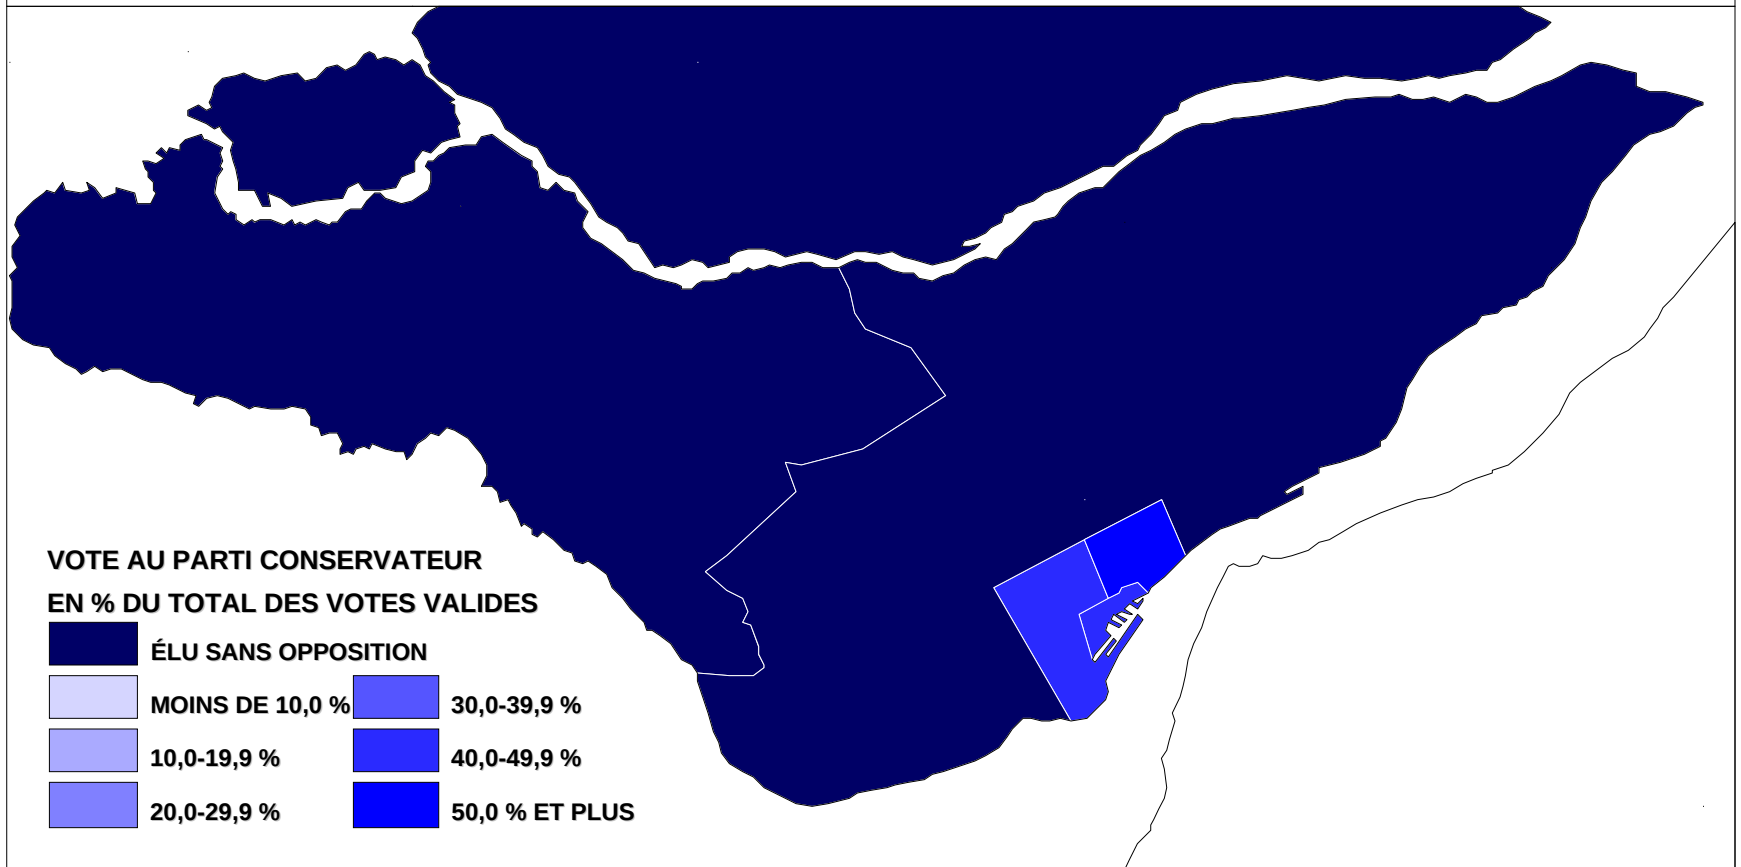 VOTE AU PARTI CONSERVATEUR
EN % DU TOTAL DES VOTES VALIDES
ÉLU SANS OPPOSITION
MOINS DE 10,0 %
10,0-19,9 %
20,0-29,9 %
30,0-39,9 %
40,0-49,9 %
50,0 % ET PLUS